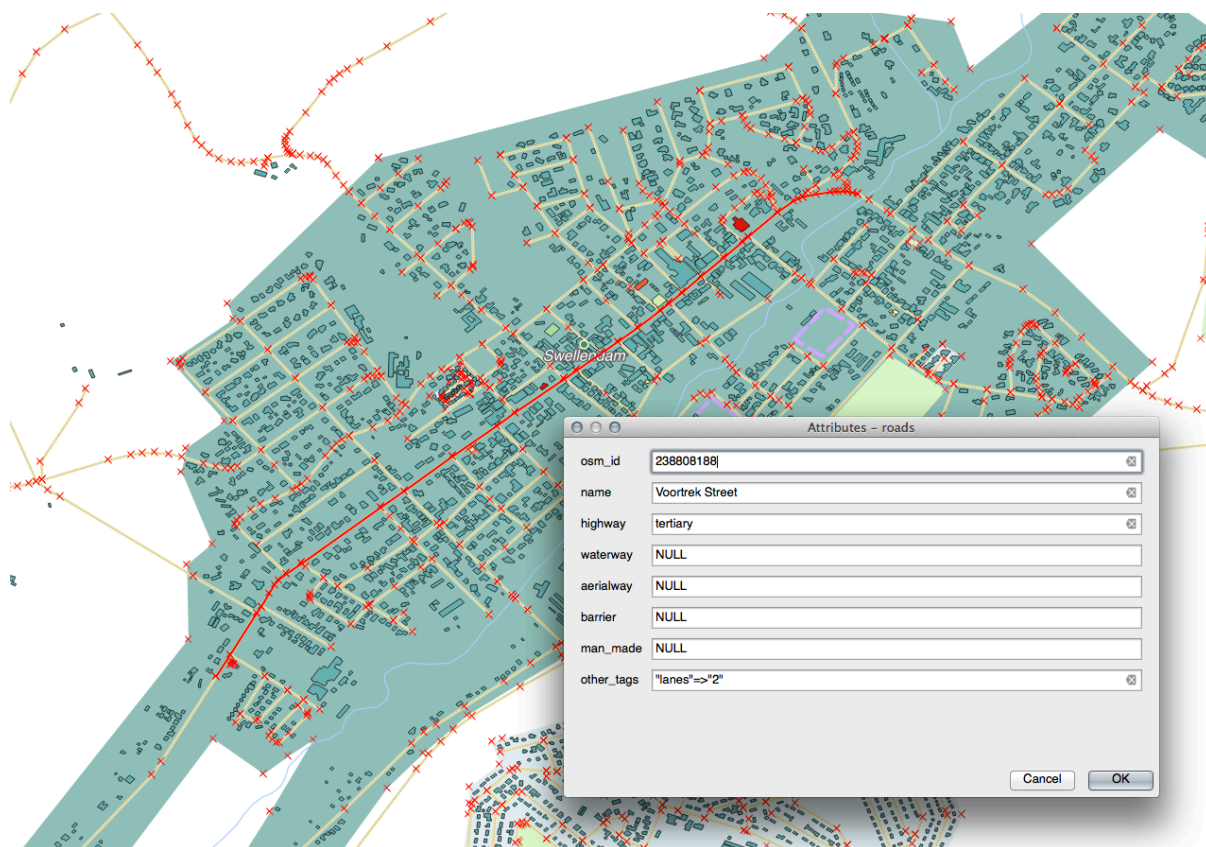 Swellendam
Attributes - roads
osm_id 238808188
name Voortrek Street
highway tertiary
waterway NULL
aerialway NULL
barrier NULL
man_made NULL
other_tags "lanes"=>"2"
Cancel OK